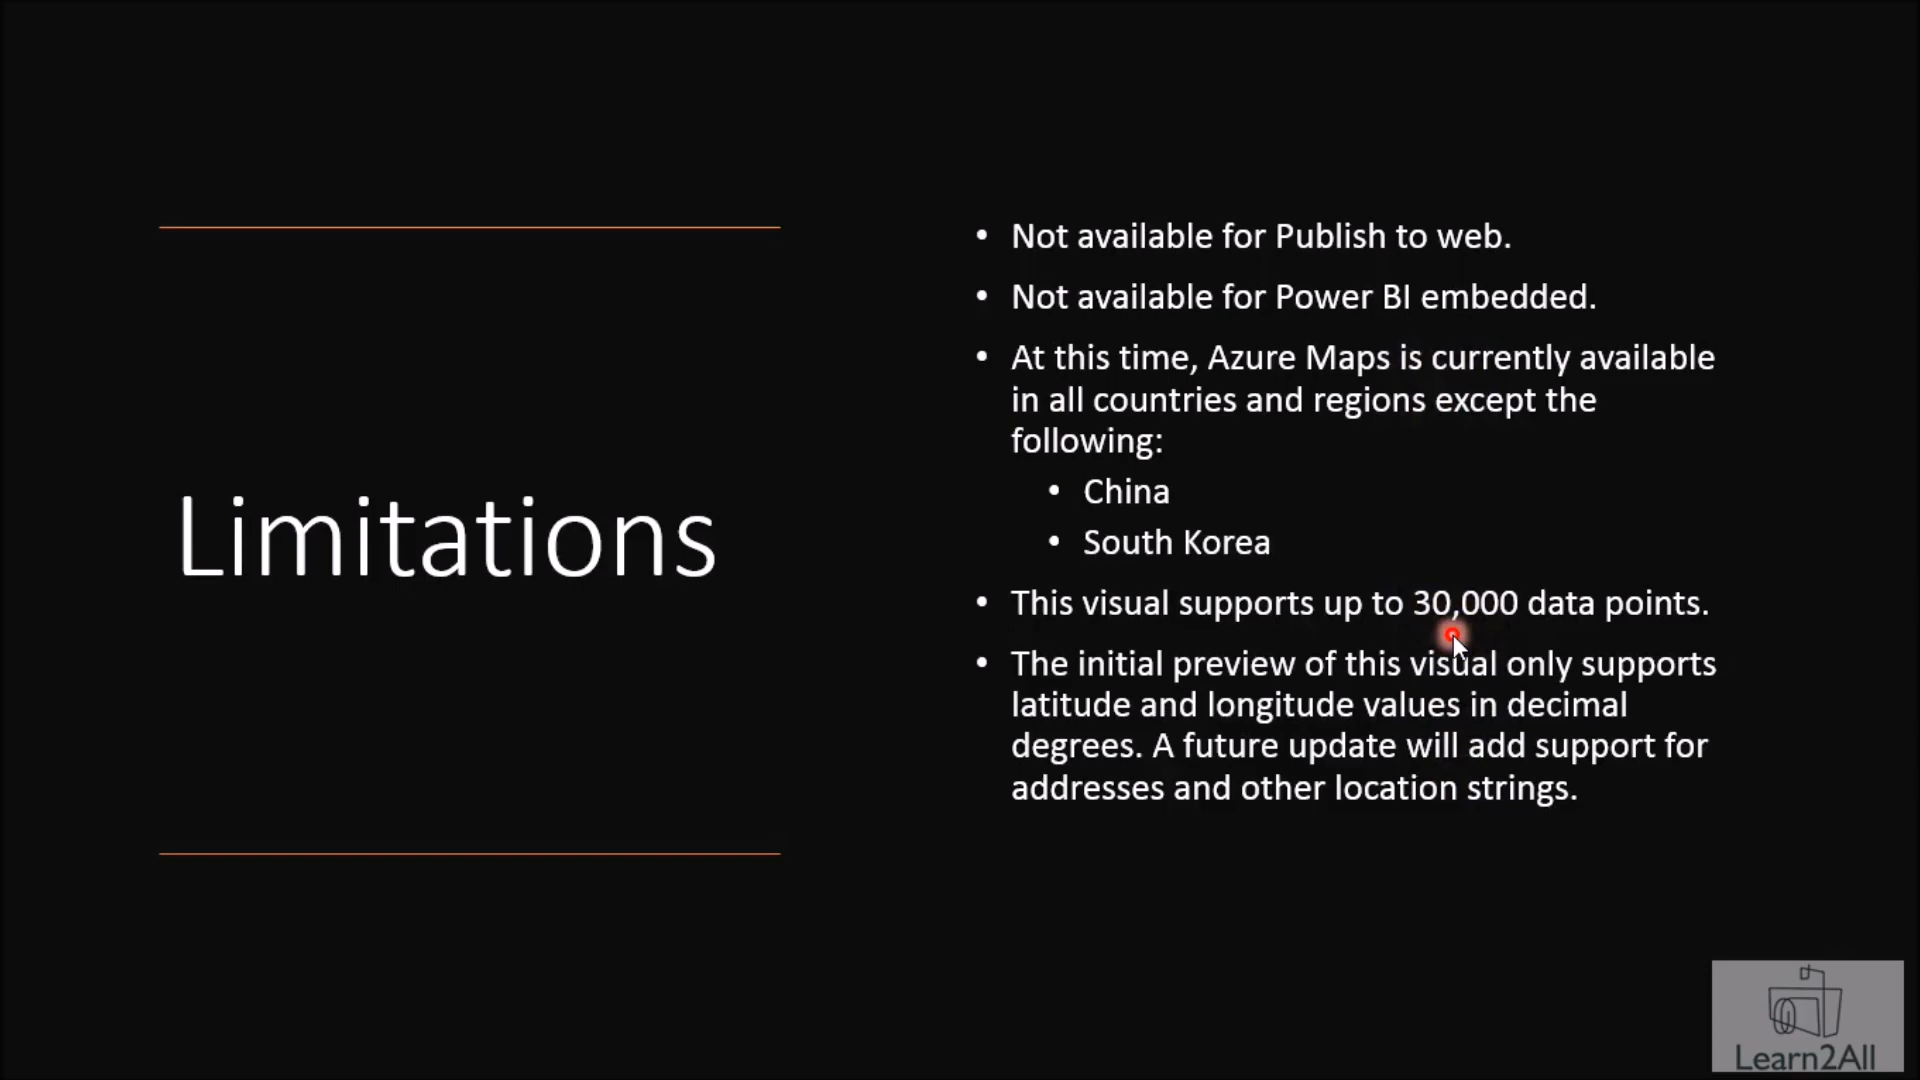 Limitations
• Not available for Publish to web.
• Not available for Power BI embedded.
• At this time, Azure Maps is currently available
in all countries and regions except the
following:
• China
• South Korea
• This visual supports up to 30,000 data points.
• The initial preview of this visual only supports
latitude and longitude values in decimal
degrees. A future update will add support for
addresses and other location strings.
Learn2All